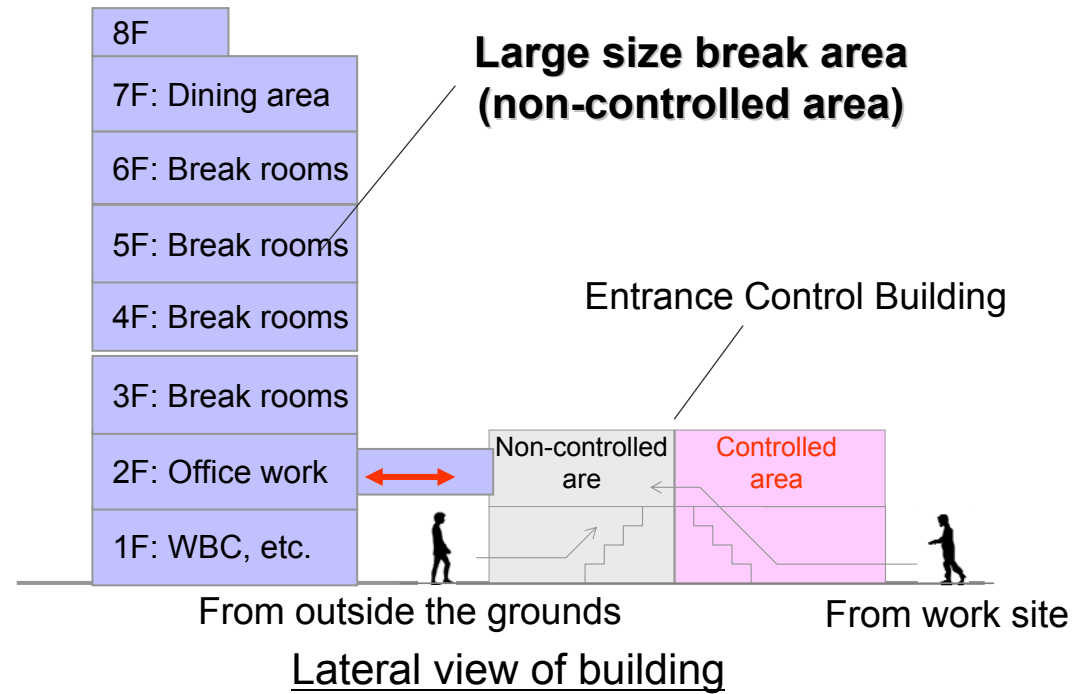 8F
7F: Dining area
6F: Break rooms
5F: Break rooms
4F: Break rooms
3F: Break rooms
2F: Office work
1F: WBC, etc.
Large size break area
(non-controlled area)
Entrance Control Building
Non-controlled
are
Controlled
area
From outside the grounds
From work site
Lateral view of building